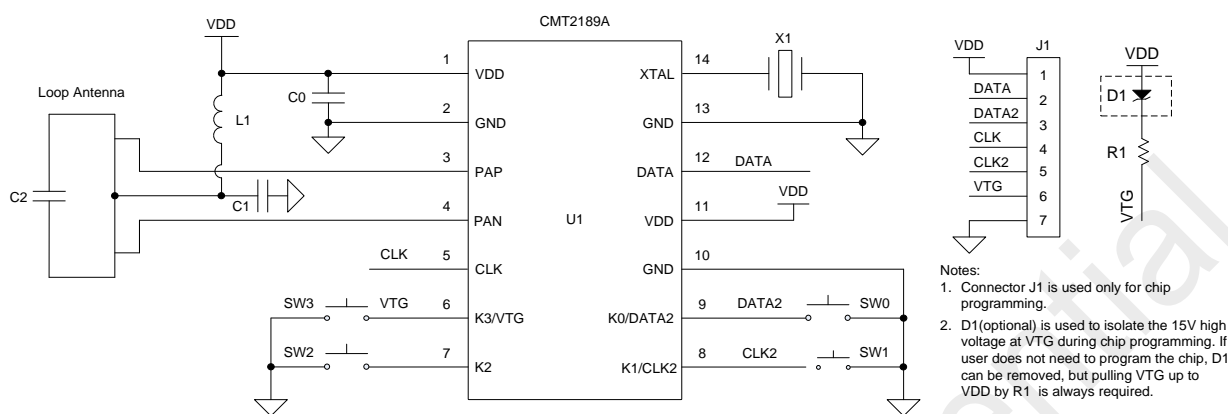 CMT2189A
VDD
Loop Antenna
L1
C0
C2
C1
1
VDD
2
GND
3
PAP
4
PAN
CLK
5
CLK
SW3
VTG
6
K3/VTG
SW2
7
K2
U1
X1
14
XTAL
13
GND
12
DATA
DATA
VDD
11
VDD
10
GND
9
K0/DATA2
DATA2
SW0
8
K1/CLK2
CLK2
SW1
VDD
J1
1
DATA
2
DATA2
3
CLK
4
CLK2
5
VTG
6
7
VDD
D1
R1
VTG
Notes:
1. Connector J1 is used only for chip
programming.
2. D1(optional) is used to isolate the 15V high
voltage at VTG during chip programming. If
user does not need to program the chip, D1
can be removed, but pulling VTG up to
VDD by R1 is always required.
ential